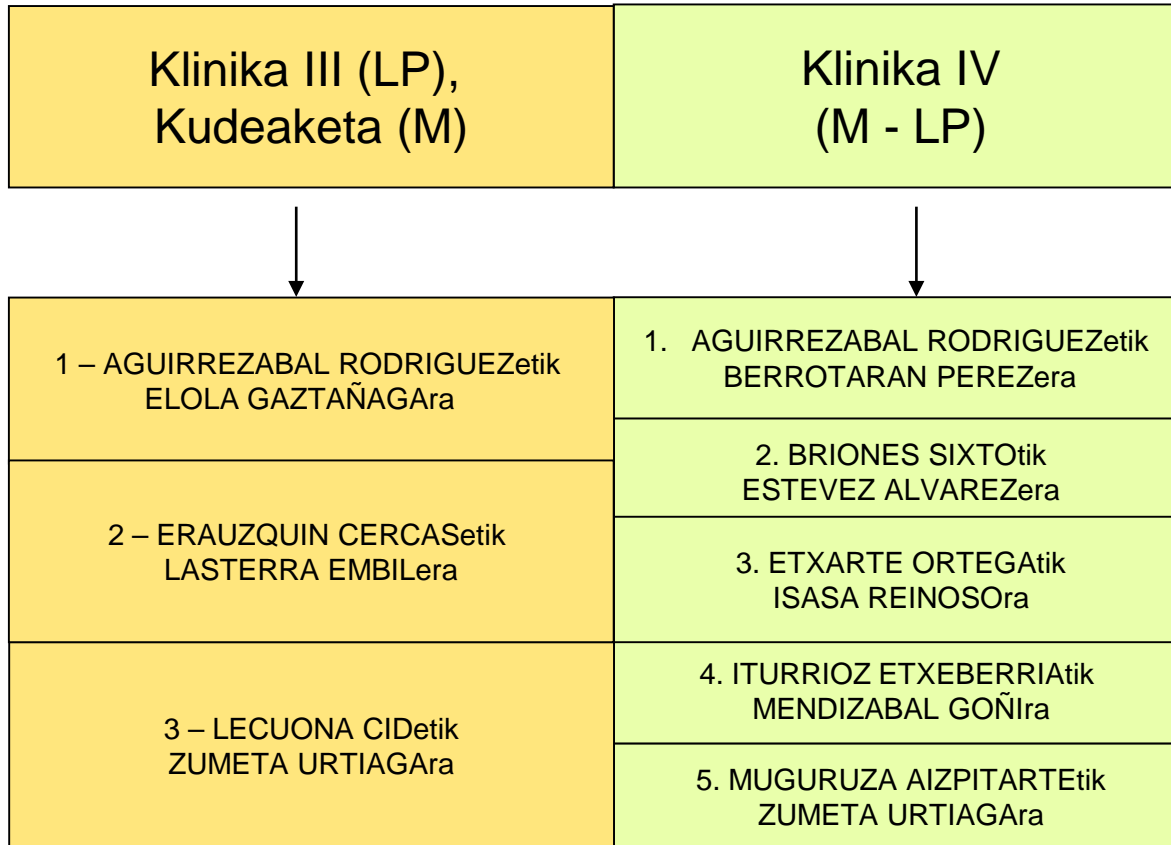 Klinika III (LP),
Kudeaketa (M)
Klinika IV
(M - LP)
1 – AGUIRREZABAL RODRIGUEZetik
ELOLA GAZTAÑAGAra
2 – ERAUZQUIN CERCASetik
LASTERRA EMBILera
3 – LECUONA CIDetik
ZUMETA URTIAGAra
1. AGUIRREZABAL RODRIGUEZetik
BERROTARAN PEREZera
2. BRIONES SIXTOtik
ESTEVEZ ALVAREZera
3. ETXARTE ORTEGAtik
ISASA REINOSOra
4. ITURRIOZ ETXEBERRIAtik
MENDIZABAL GOÑIra
5. MUGURUZA AIZPITARTEtik
ZUMETA URTIAGAra